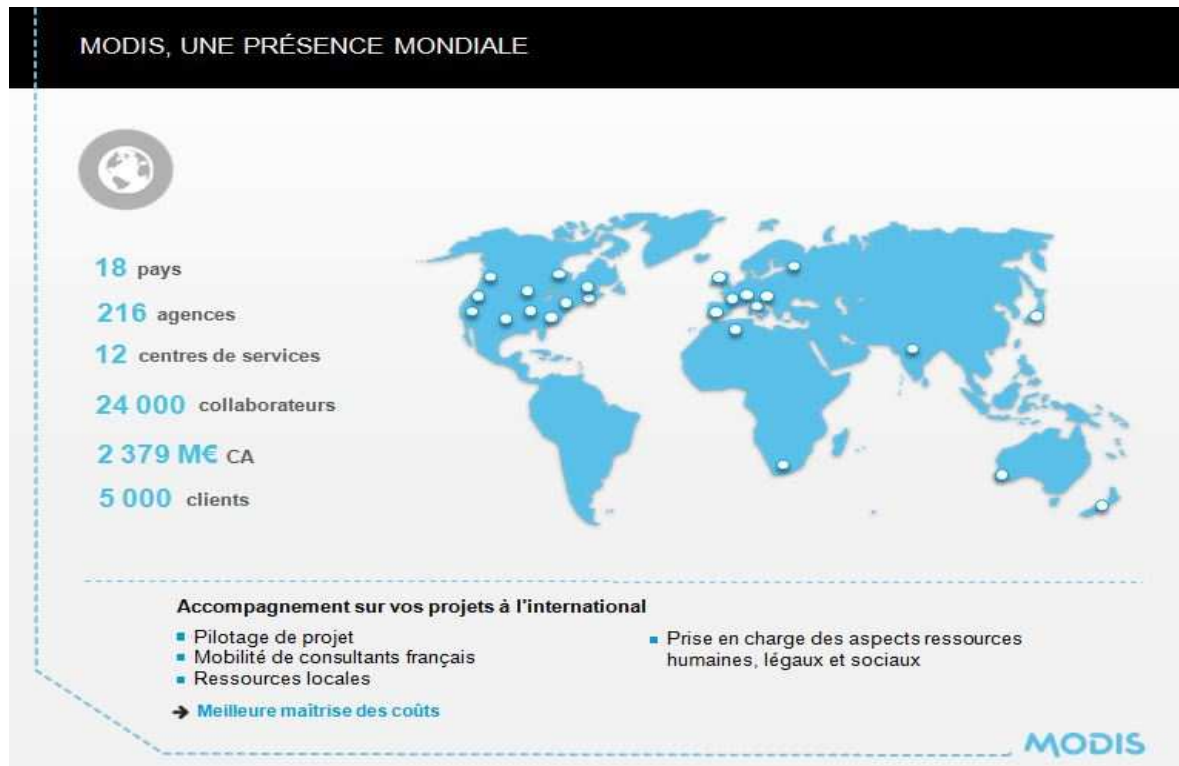 MODIS, UNE PRÉSENCE MONDIALE
18 pays
216 agences
12 centres de services
24 000 collaborateurs
2 379 M€ CA
5 000 clients
Accompagnement sur vos projets à l'international
▪ Pilotage de projet
▪ Mobilité de consultants français
▪ Ressources locales
➔ Meilleure maîtrise des coûts
▪ Prise en charge des aspects ressources
humaines, légaux et sociaux
MODIS